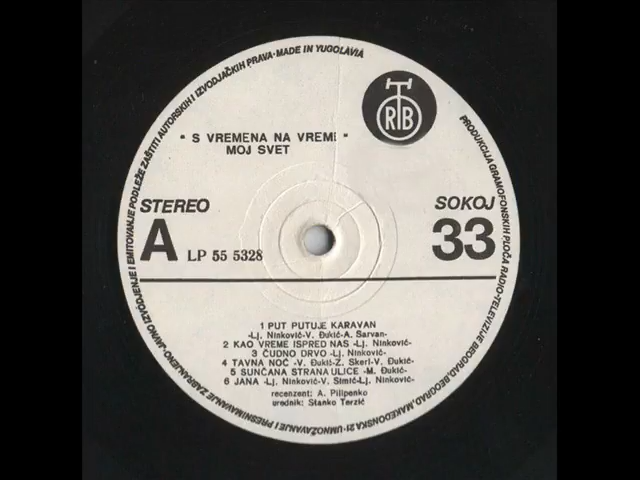 JAVNO IZVODJENJE I EMITOVANJE PODLEŽE ZAŠTITI AUTORSKIH I IZVODJAČKIH PRAVA·MADE IN YUGOSLAVIA
PRODUKCIJA GRAMOFONSKIH PLOČA RADIO-TELEVIZIJE BEOGRAD, BEOGRAD, MAKEDONSKA 21·UMNOŽAVANJE I PRESNIMAVANJE ZABRANJENO·
RTB
" S VREMENA NA VREME "
MOJ SVET
STEREO
A LP 55 5328
SOKOJ
33
1 PUT PUTUJE KARAVAN
-Lj. Ninković-V. Đukić-A. Sarvan-
2 KAO VREME ISPRED NAS -Lj. Ninković-
3 ČUDNO DRVO -Lj. Ninković-
4 TAVNA NOĆ -V. Đukić-Z. Skerl-V. Đukić-
5 SUNČANA STRANA ULICE -M. Đukić-
6 JANA -Lj. Ninković-V. Simić-Lj. Ninković-
recenzent: A. Pilipenko
urednik: Stanko Terzić